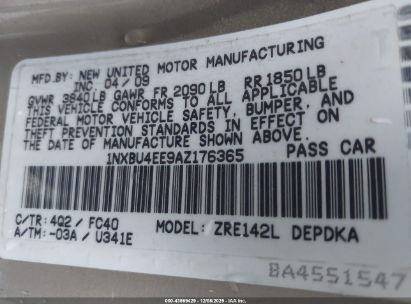 MFD.BY: NEW UNITED MOTOR MANUFACTURING
INC. 04/09
GVWR 3640LB GAWR FR 2090LB RR1850LB
THIS VEHICLE CONFORMS TO ALL APPLICABLE
FEDERAL MOTOR VEHICLE SAFETY, BUMPER, AND
THEFT PREVENTION STANDARDS IN EFFECT ON
THE DATE OF MANUFACTURE SHOWN ABOVE.
1NXBU4EE9AZ176365 PASS CAR
C/TR: 4Q2 / FC40 MODEL: ZRE142L DEPDKA
A/TM: -03A / U341E
BA4551547